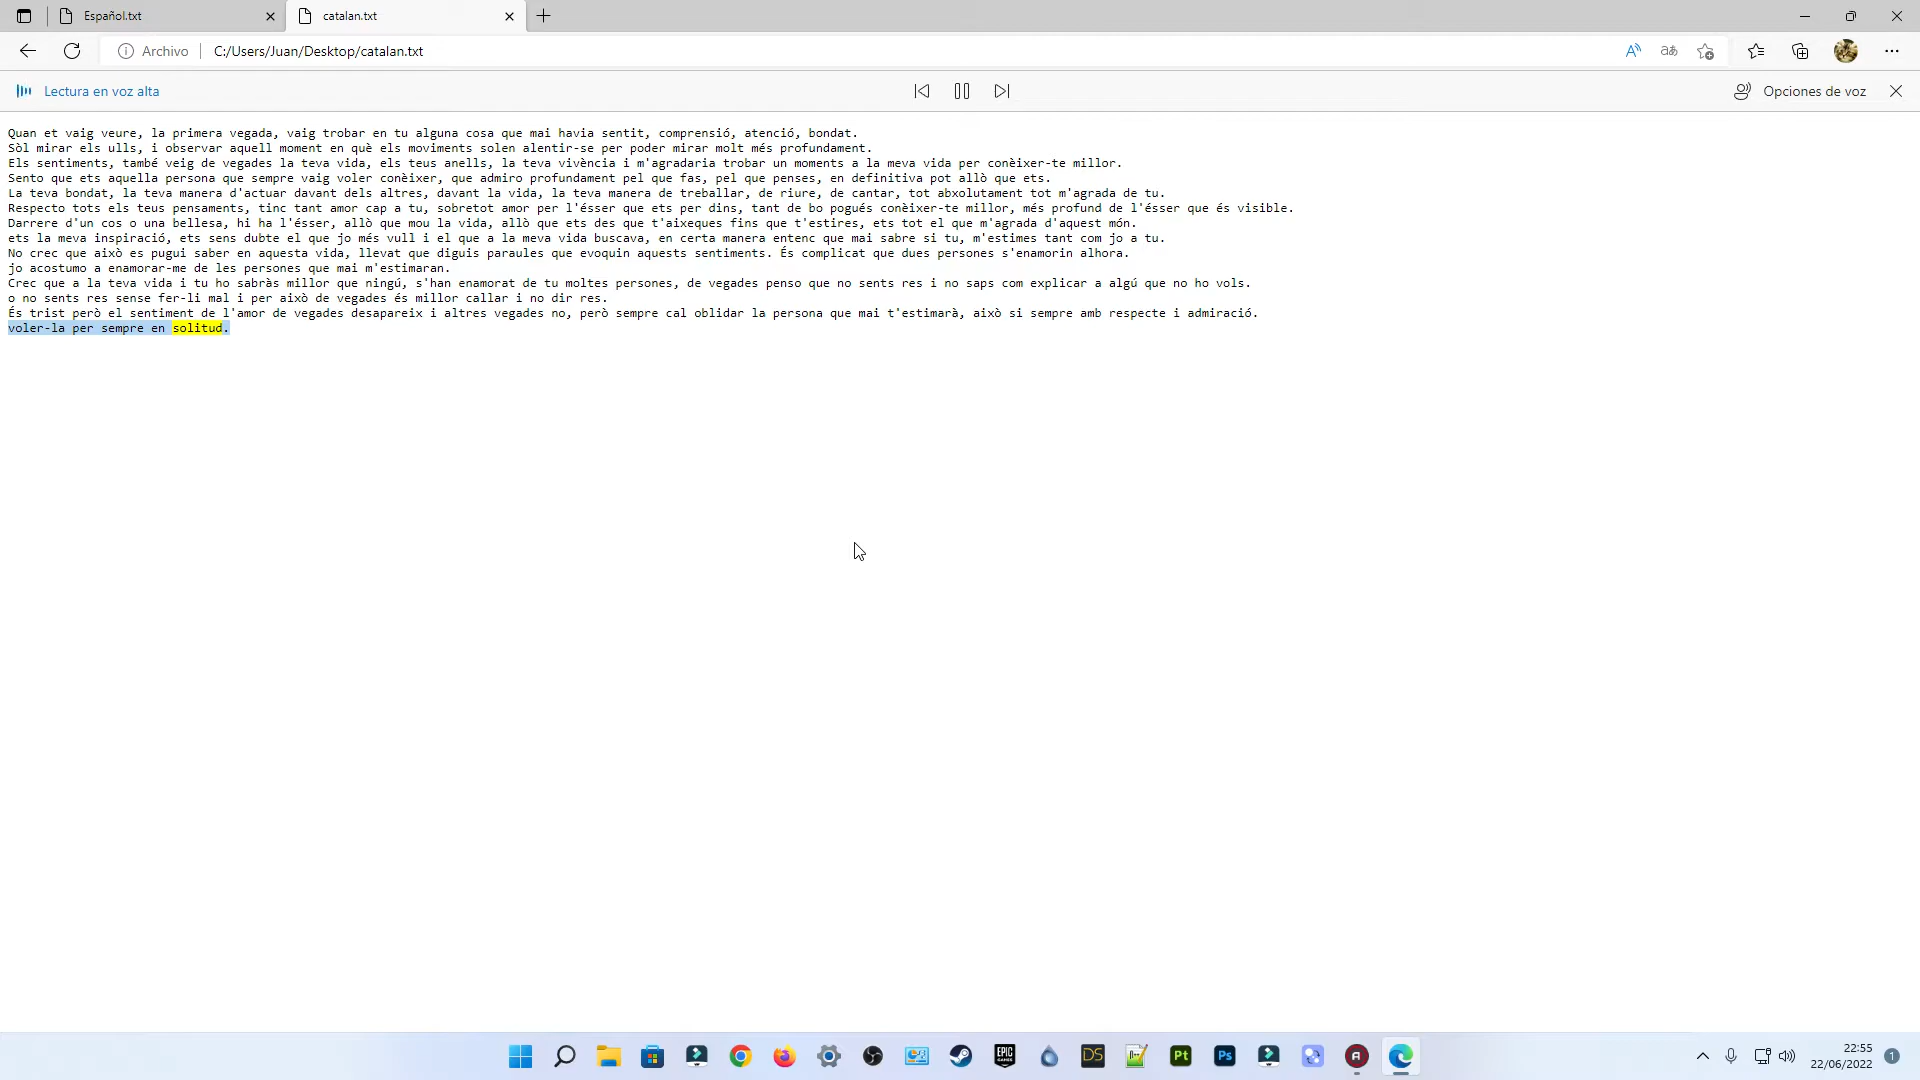 Español.txt
catalan.txt
Archivo
C:/Users/Juan/Desktop/catalan.txt
Lectura en voz alta
Opciones de voz
Quan et vaig veure, la primera vegada, vaig trobar en tu alguna cosa que mai havia sentit, comprensió, atenció, bondat.
Sòl mirar els ulls, i observar aquell moment en què els moviments solen alentir-se per poder mirar molt més profundament.
Els sentiments, també veig de vegades la teva vida, els teus anells, la teva vivència i m'agradaria trobar un moments a la meva vida per conèixer-te millor.
Sento que ets aquella persona que sempre vaig voler conèixer, que admiro profundament pel que fas, pel que penses, en definitiva pot allò que ets.
La teva bondat, la teva manera d'actuar davant dels altres, davant la vida, la teva manera de treballar, de riure, de cantar, tot abxolutament tot m'agrada de tu.
Respecto tots els teus pensaments, tinc tant amor cap a tu, sobretot amor per l'ésser que ets per dins, tant de bo pogués conèixer-te millor, més profund de l'ésser que és visible.
Darrere d'un cos o una bellesa, hi ha l'ésser, allò que mou la vida, allò que ets des que t'aixeques fins que t'estires, ets tot el que m'agrada d'aquest món.
ets la meva inspiració, ets sens dubte el que jo més vull i el que a la meva vida buscava, en certa manera entenc que mai sabre si tu, m'estimes tant com jo a tu.
No crec que això es pugui saber en aquesta vida, llevat que diguis paraules que evoquin aquests sentiments. És complicat que dues persones s'enamorin alhora.
jo acostumo a enamorar-me de les persones que mai m'estimaran.
Crec que a la teva vida i tu ho sabràs millor que ningú, s'han enamorat de tu moltes persones, de vegades penso que no sents res i no saps com explicar a algú que no ho vols.
o no sents res sense fer-li mal i per això de vegades és millor callar i no dir res.
És trist però el sentiment de l'amor de vegades desapareix i altres vegades no, però sempre cal oblidar la persona que mai t'estimarà, això si sempre amb respecte i admiració.
voler-la per sempre en solitud.
EPIC GAMES
DS
Pt
Ps
22:55
22/06/2022
1